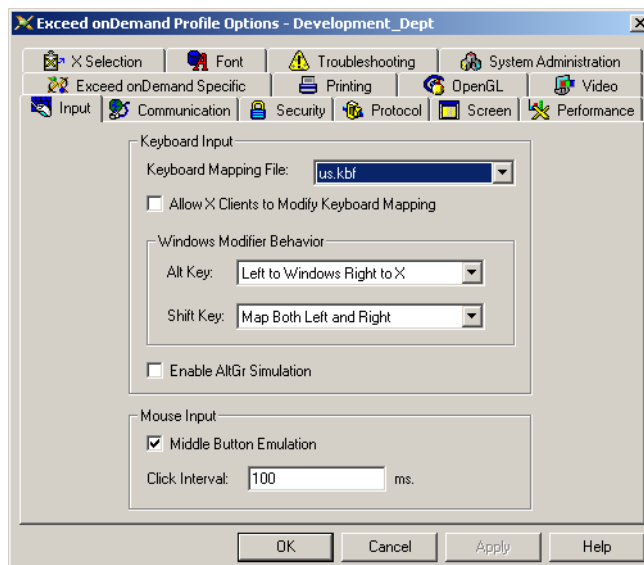 Exceed onDemand Profile Options - Development_Dept
X Selection Font Troubleshooting System Administration
Exceed onDemand Specific Printing OpenGL Video
Input Communication Security Protocol Screen Performance
Keyboard Input
Keyboard Mapping File: us.kbf
Allow X Clients to Modify Keyboard Mapping
Windows Modifier Behavior
Alt Key: Left to Windows Right to X
Shift Key: Map Both Left and Right
Enable AltGr Simulation
Mouse Input
Middle Button Emulation
Click Interval: 100 ms.
OK Cancel Apply Help